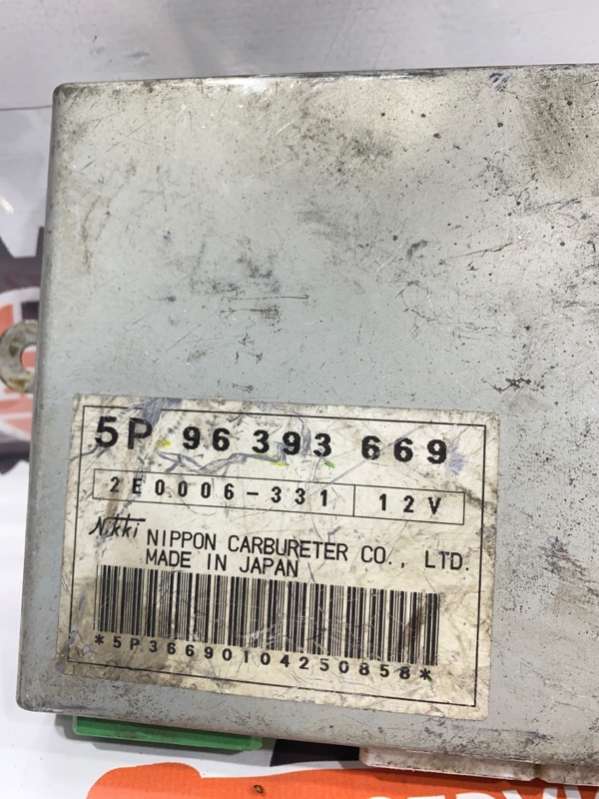 5P 96 393 669
2E0006-331 12V
Nikki NIPPON CARBURETER CO., LTD.
MADE IN JAPAN
*5P36690104250858*